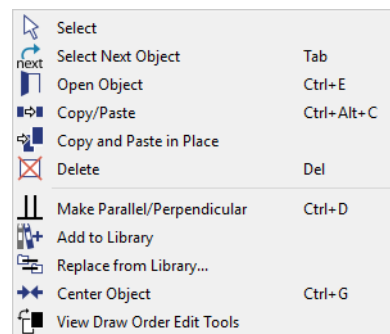 Select
next Select Next Object Tab
Open Object Ctrl+E
Copy/Paste Ctrl+Alt+C
Copy and Paste in Place
Delete Del
Make Parallel/Perpendicular Ctrl+D
Add to Library
Replace from Library...
Center Object Ctrl+G
View Draw Order Edit Tools